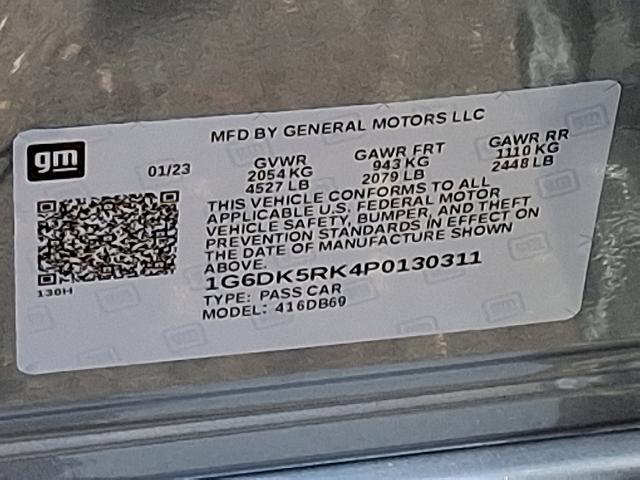 MFD BY GENERAL MOTORS LLC
gm
01/23
GVWR
2054 KG
4527 LB
GAWR FRT
943 KG
2079 LB
GAWR RR
1110 KG
2448 LB
THIS VEHICLE CONFORMS TO ALL
APPLICABLE U.S. FEDERAL MOTOR
VEHICLE SAFETY, BUMPER, AND THEFT
PREVENTION STANDARDS IN EFFECT ON
THE DATE OF MANUFACTURE SHOWN
ABOVE.
1G6DK5RK4P0130311
TYPE: PASS CAR
MODEL: 416DB69
130H